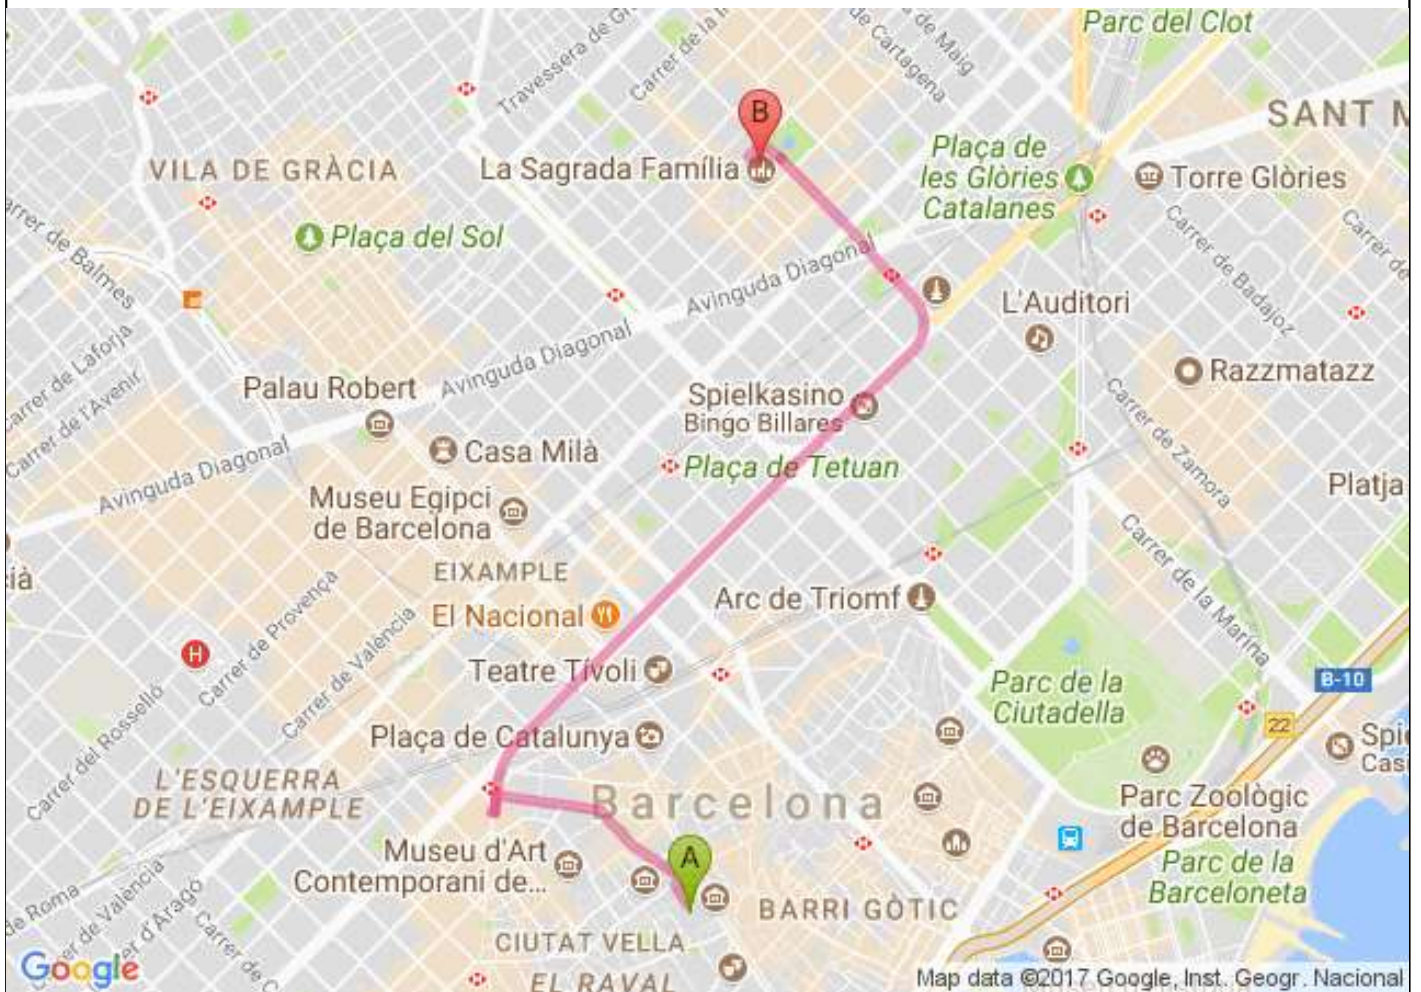 Parc del Clot
Travessera de Gr
Carrer de la I
de Cartagena
de Maig
SANT M
B
VILA DE GRÀCIA
La Sagrada Família
Plaça de
les Glòries
Catalanes
Torre Glòries
arrer de Balmes
Plaça del Sol
Carrer de Badajoz
Carrer de
Avinguda Diagonal
L'Auditori
Carrer de Laforja
Carrer de l'Avenir
Avinguda Diagonal
Palau Robert
Spielkasino
Bingo Billares
Razzmatazz
Casa Milà
Plaça de Tetuan
Carrer de Zamora
Avinguda Diagonal
Museu Egipci
de Barcelona
Platja
cià
EIXAMPLE
Carrer de la Marina
El Nacional
Arc de Triomf
Carrer de Provença
Carrer de València
H
Teatre Tívoli
Parc de la
Ciutadella
B-10
Carrer del Rosselló
Plaça de Catalunya
22
Spie
Casi
L'ESQUERRA
DE L'EIXAMPLE
Barcelona
Parc Zoològic
de Barcelona
Museu d'Art
Contemporani de...
A
Parc de la
Barceloneta
de Roma
de València
d'Aragó
Carrer de C
BARRI GÒTIC
CIUTAT VELLA
EL RAVAL
Google
Map data ©2017 Google, Inst. Geogr. Nacional